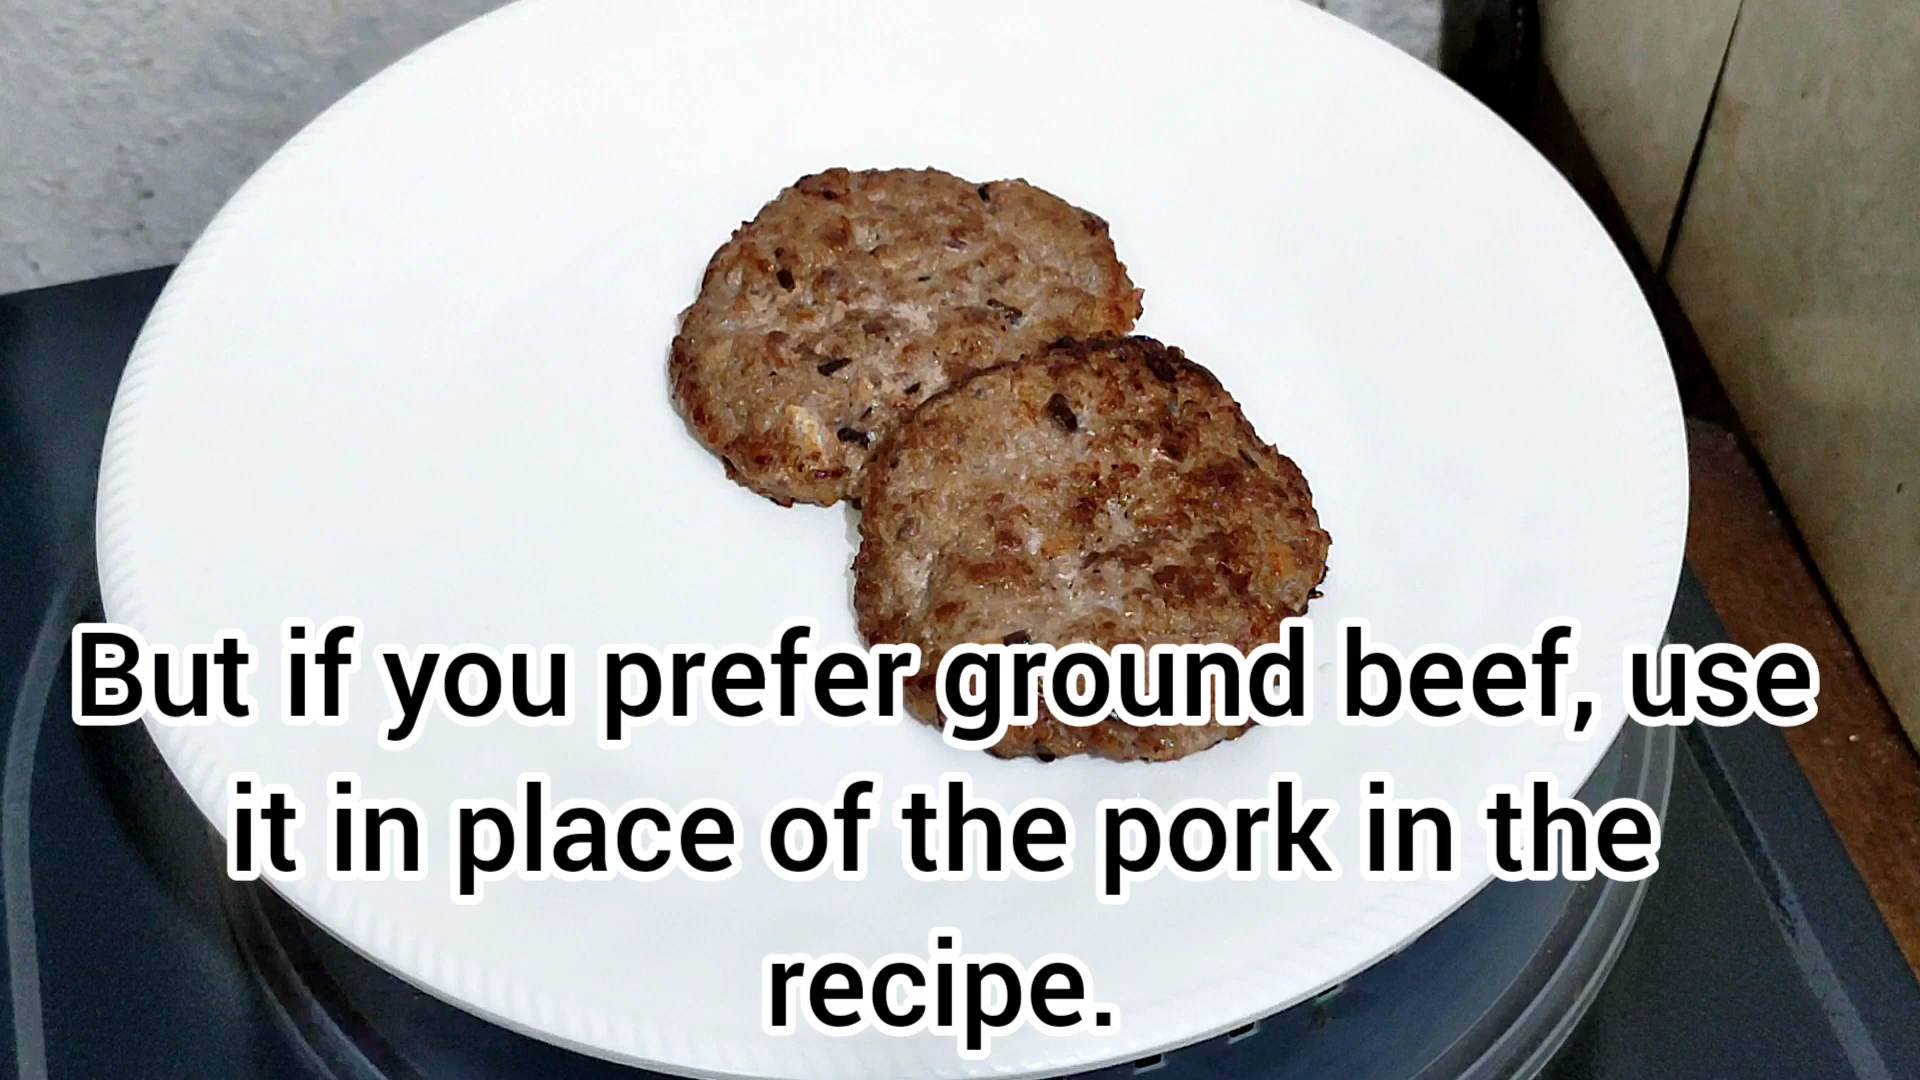 But if you prefer ground beef, use
it in place of the pork in the
recipe.